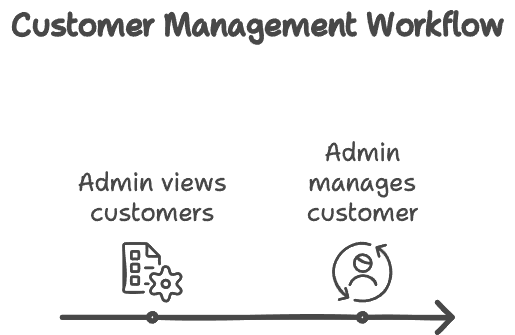 Customer Management Workflow
Admin views
customers
Admin
manages
customer